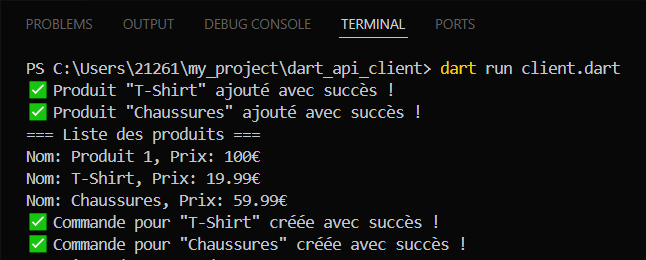 PROBLEMS OUTPUT DEBUG CONSOLE TERMINAL PORTS
PS C:\Users\21261\my_project\dart_api_client> dart run client.dart
✅ Produit "T-Shirt" ajouté avec succès !
✅ Produit "Chaussures" ajouté avec succès !
=== Liste des produits ===
Nom: Produit 1, Prix: 100€
Nom: T-Shirt, Prix: 19.99€
Nom: Chaussures, Prix: 59.99€
✅ Commande pour "T-Shirt" créée avec succès !
✅ Commande pour "Chaussures" créée avec succès !